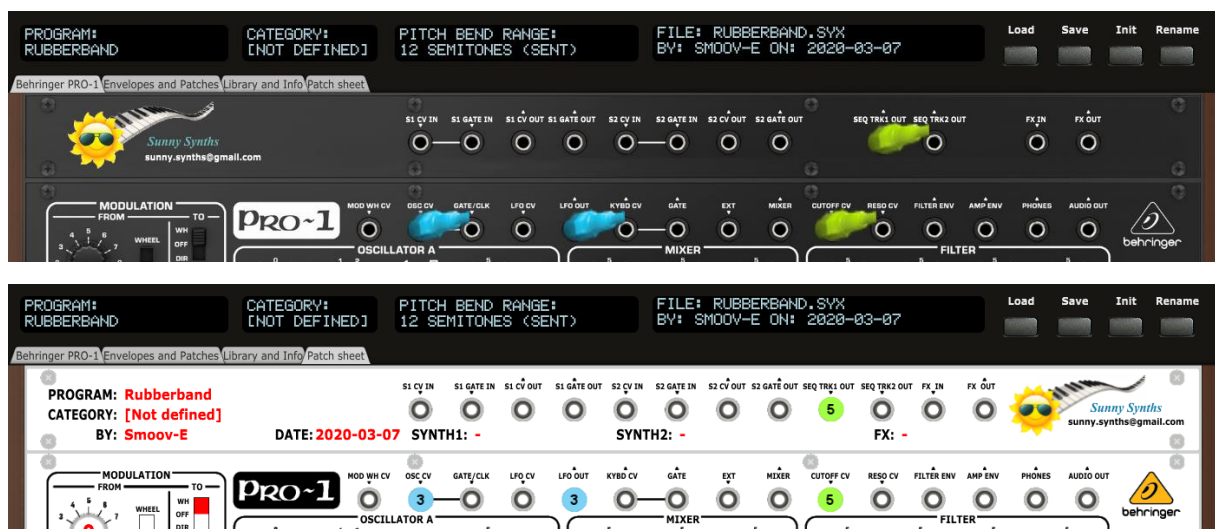 PROGRAM: CATEGORY: PITCH BEND RANGE: FILE: RUBBERBAND.SYX Load Save Init Rename
RUBBERBAND [NOT DEFINED] 12 SEMITONES (SENT) BY: SMOOV-E ON: 2020-03-07
Behringer PRO-1 Envelopes and Patches Library and Info Patch sheet
S1 CV IN S1 GATE IN S1 CV OUT S1 GATE OUT S2 CV IN S2 GATE IN S2 CV OUT S2 GATE OUT SEQ TRK1 OUT SEQ TRK2 OUT FX IN FX OUT
Sunny Synths
sunny.synths@gmail.com
MODULATION MOD WH CV OSC CV GATE/CLK LFO CV LFO OUT KYBD CV GATE EXT MIXER CUTOFF CV RESO CV FILTER ENV AMP ENV PHONES AUDIO OUT
FROM TO
PRO~1
WHEEL WH
OFF
DIR
3 4 5 6 7
OSCILLATOR A MIXER FILTER
behringer
PROGRAM: CATEGORY: PITCH BEND RANGE: FILE: RUBBERBAND.SYX Load Save Init Rename
RUBBERBAND [NOT DEFINED] 12 SEMITONES (SENT) BY: SMOOV-E ON: 2020-03-07
Behringer PRO-1 Envelopes and Patches Library and Info Patch sheet
S1 CV IN S1 GATE IN S1 CV OUT S1 GATE OUT S2 CV IN S2 GATE IN S2 CV OUT S2 GATE OUT SEQ TRK1 OUT SEQ TRK2 OUT FX IN FX OUT
PROGRAM: Rubberband
CATEGORY: [Not defined] 5 Sunny Synths
sunny.synths@gmail.com
BY: Smoov-E DATE: 2020-03-07 SYNTH1: - SYNTH2: - FX: -
MODULATION MOD WH CV OSC CV GATE/CLK LFO CV LFO OUT KYBD CV GATE EXT MIXER CUTOFF CV RESO CV FILTER ENV AMP ENV PHONES AUDIO OUT
FROM TO
PRO~1 3 3 5
WHEEL WH
OFF
DIR
3 4 5 6 7
OSCILLATOR A MIXER FILTER
behringer